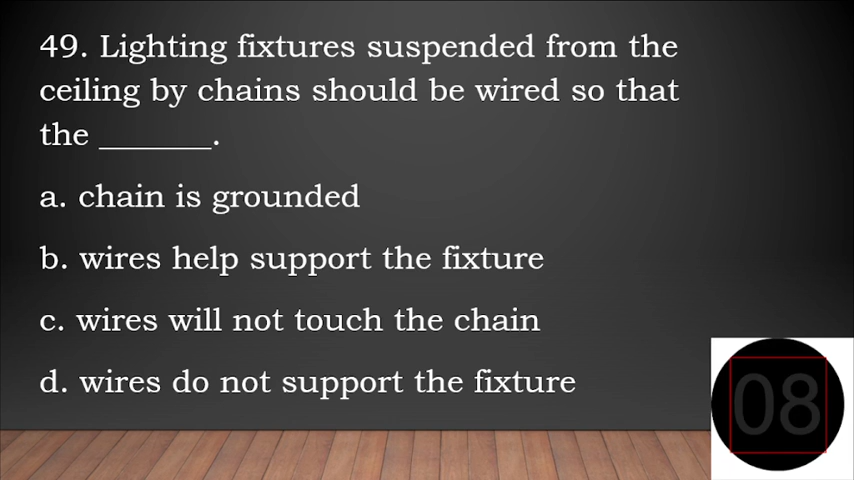 49. Lighting fixtures suspended from the
ceiling by chains should be wired so that
the _______.
a. chain is grounded
b. wires help support the fixture
c. wires will not touch the chain
d. wires do not support the fixture
08